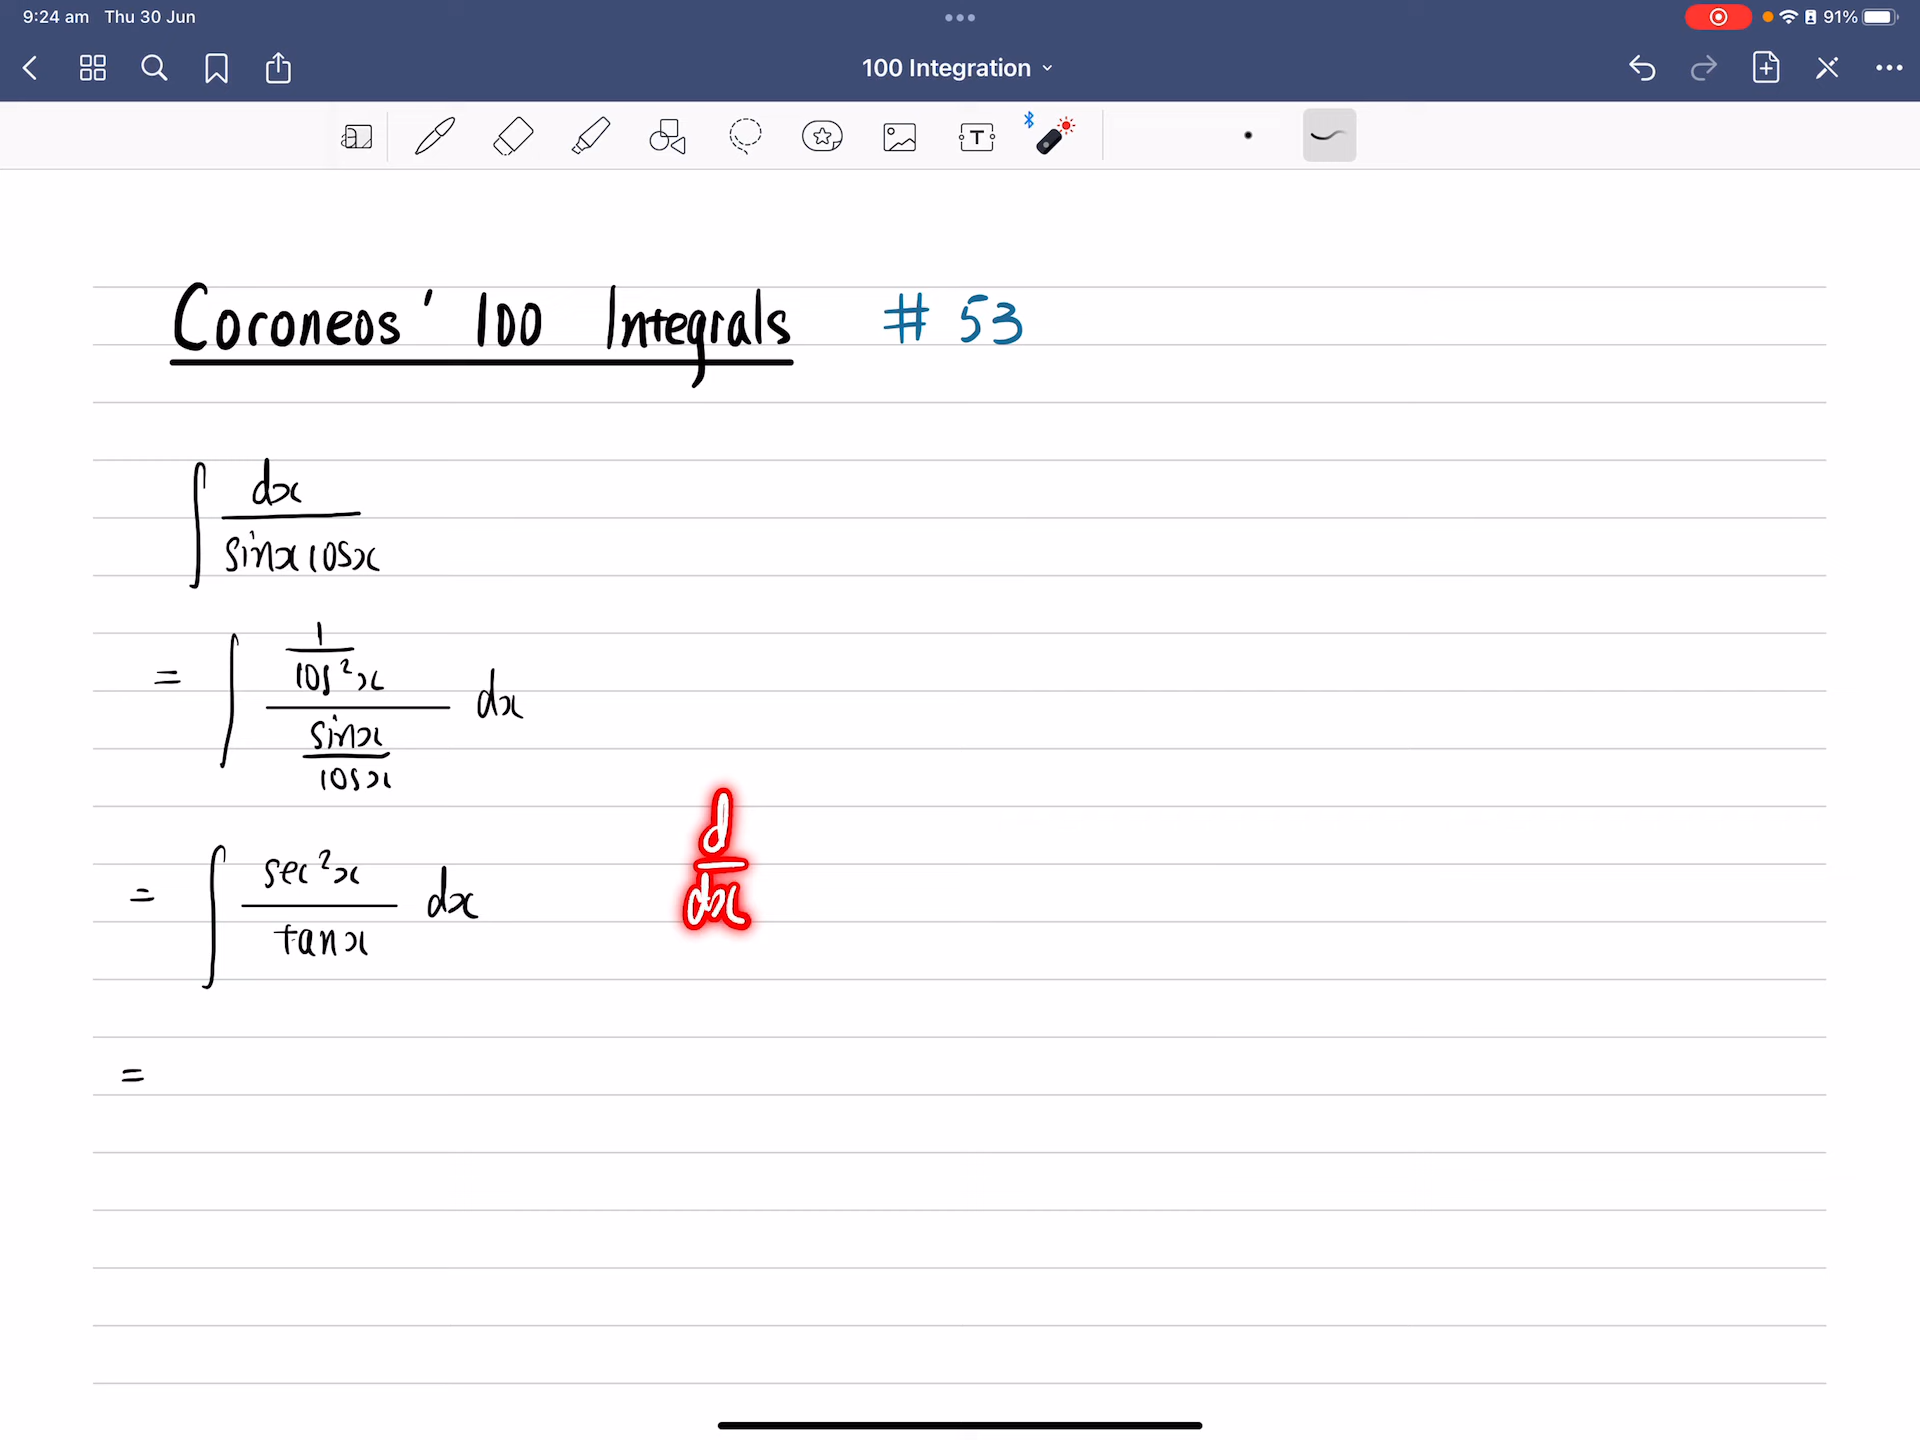 9:24 am Thu 30 Jun
91%
100 Integration
a
T
Coroneos' 100 Integrals # 53
∫ dx / sinx cosx
= ∫ (1 / cos²x) / (sinx / cosx) dx
= ∫ sec²x / tanx dx
d / dx
=